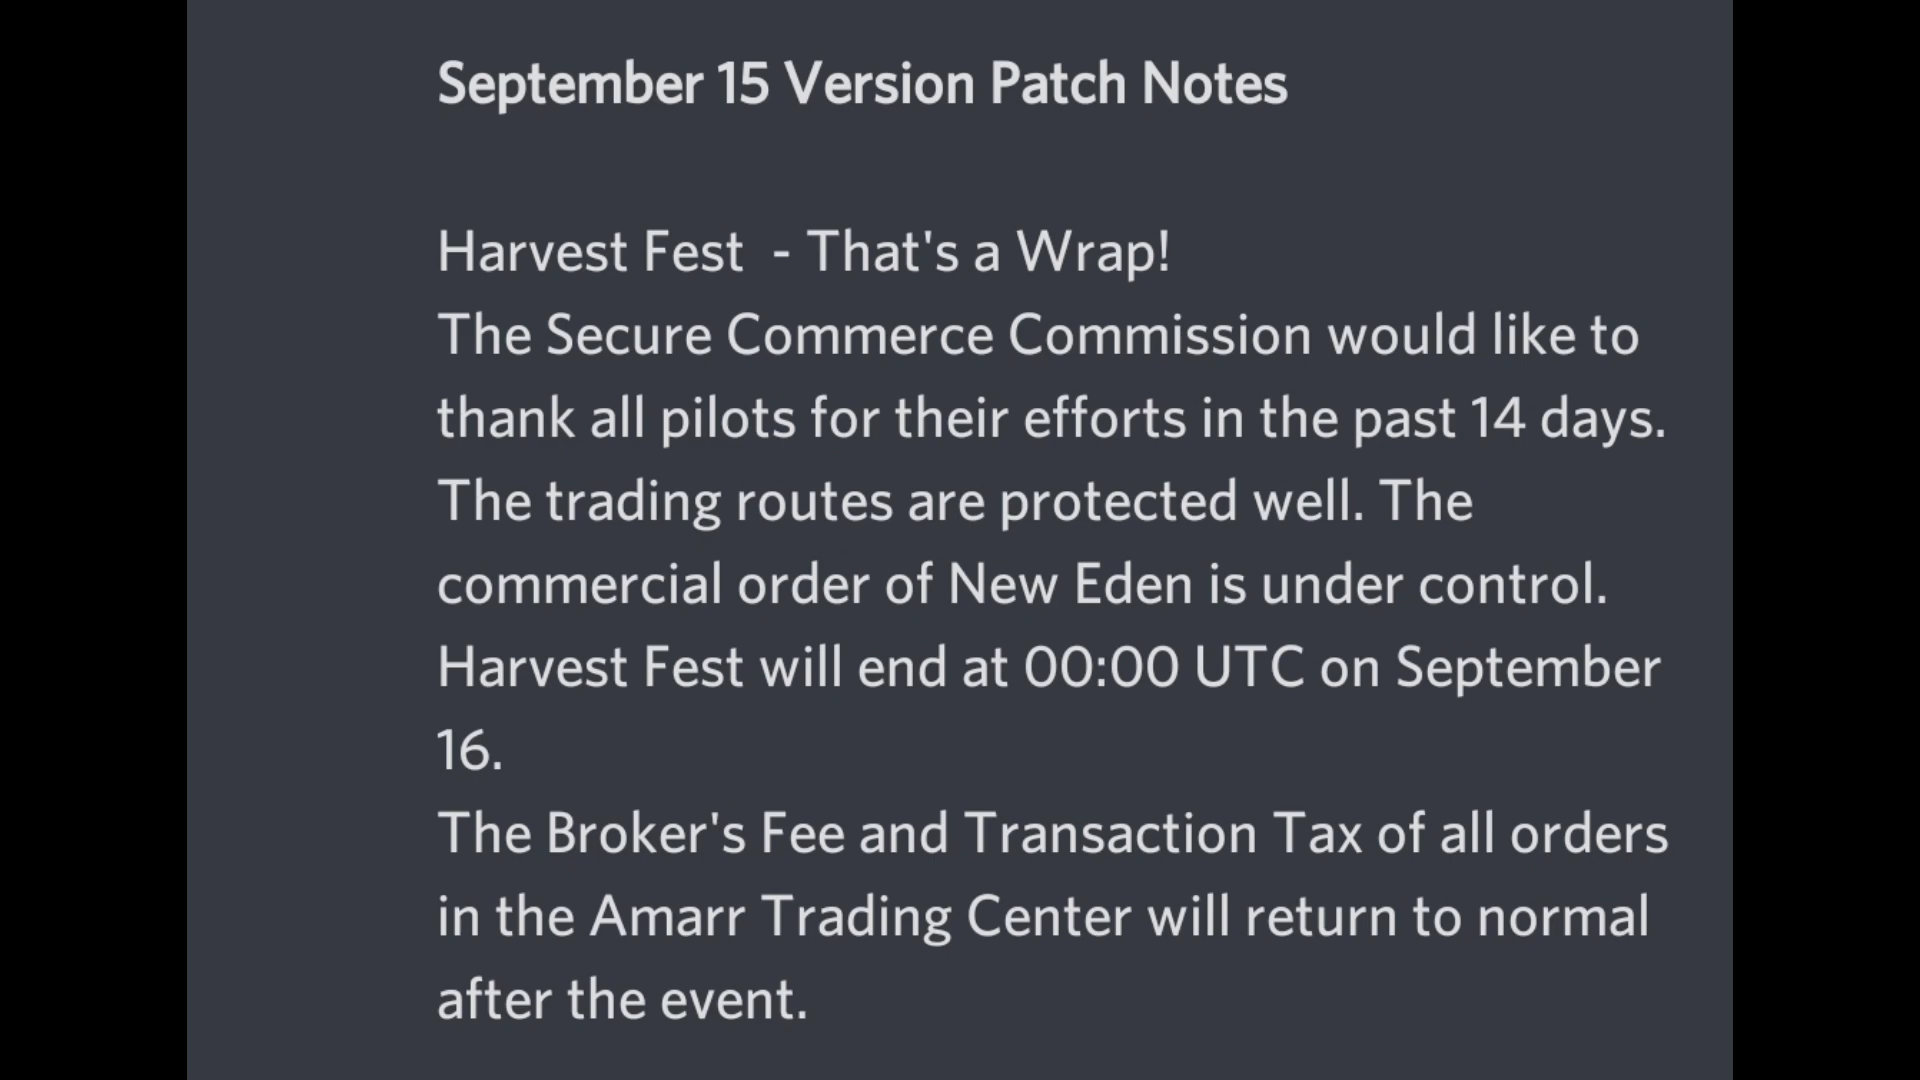 September 15 Version Patch Notes
Harvest Fest  - That's a Wrap!
The Secure Commerce Commission would like to
thank all pilots for their efforts in the past 14 days.
The trading routes are protected well. The
commercial order of New Eden is under control.
Harvest Fest will end at 00:00 UTC on September
16.
The Broker's Fee and Transaction Tax of all orders
in the Amarr Trading Center will return to normal
after the event.